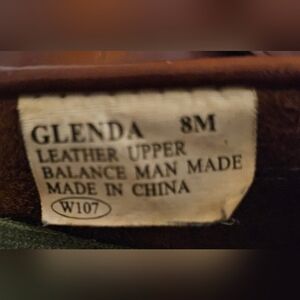 GLENDA 8M
LEATHER UPPER
BALANCE MAN MADE
MADE IN CHINA
W107